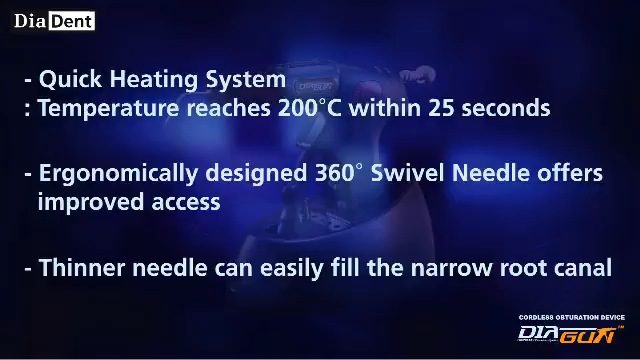 DiaDent
- Quick Heating System
: Temperature reaches 200°C within 25 seconds
- Ergonomically designed 360° Swivel Needle offers
improved access
- Thinner needle can easily fill the narrow root canal
CORDLESS OBTURATION DEVICE
DIAGUN™